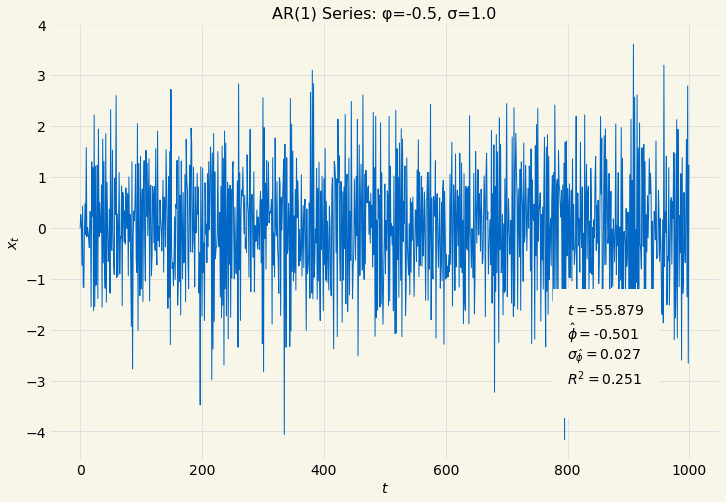 AR(1) Series: φ=-0.5, σ=1.0
x_t
4
3
2
1
0
−1
−2
−3
−4
t = -55.879
ϕ̂ = -0.501
σ_ϕ̂ = 0.027
R² = 0.251
0 200 400 600 800 1000
t